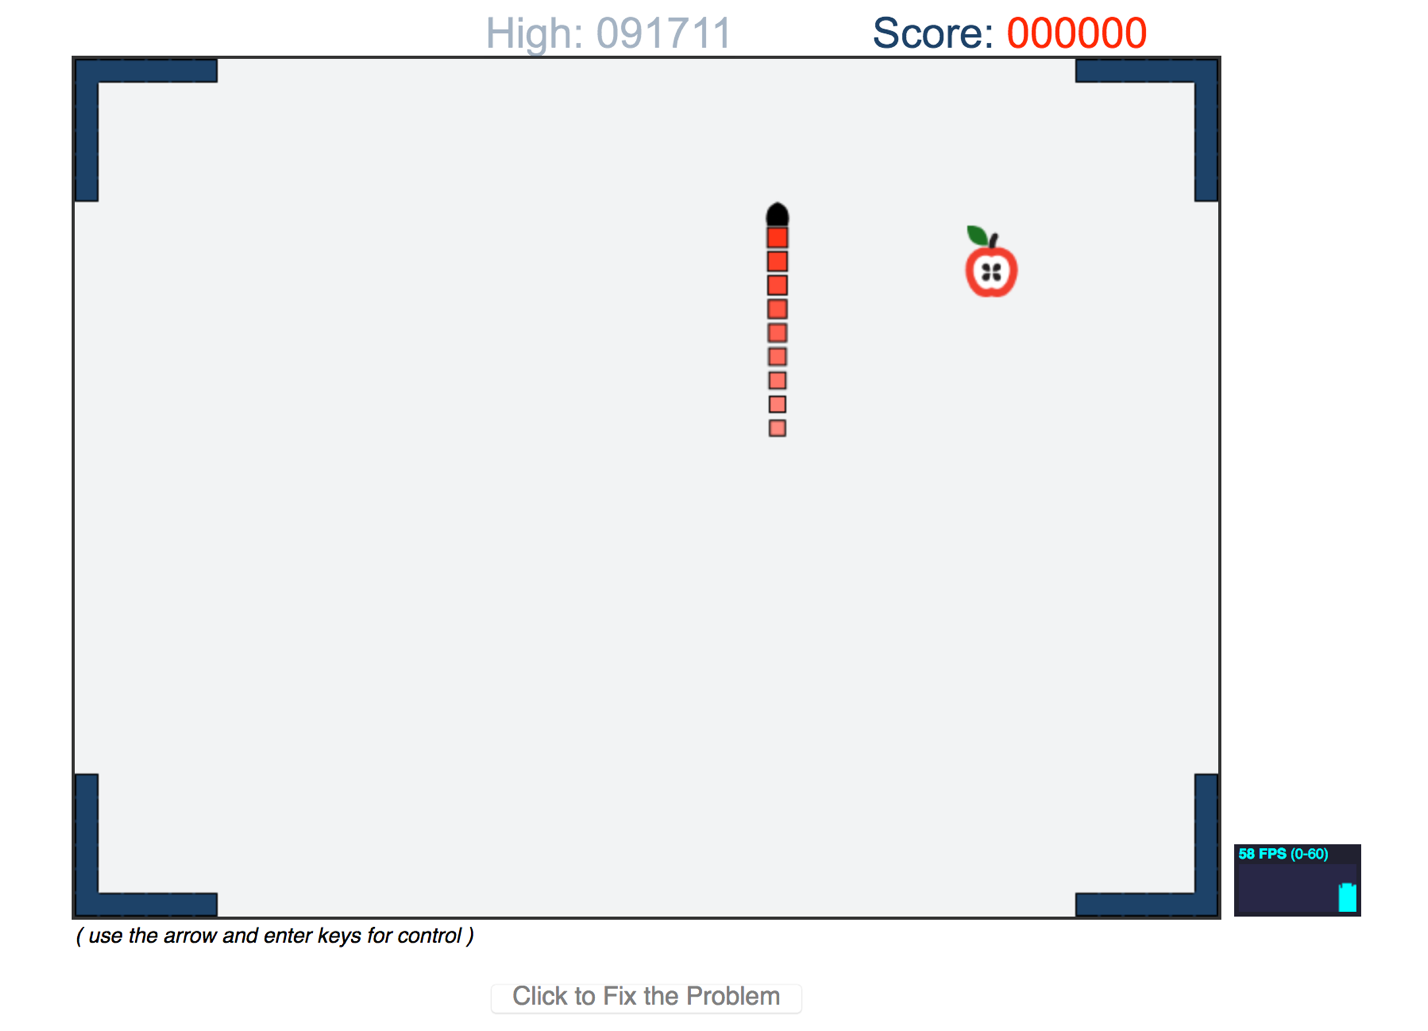 High: 091711 Score: 000000
58 FPS (0-60)
( use the arrow and enter keys for control )
Click to Fix the Problem